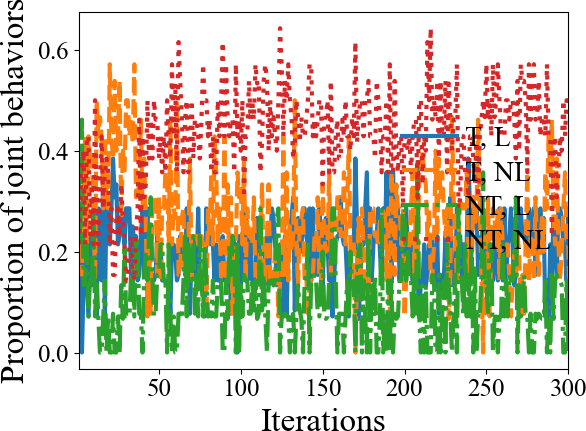 Proportion of joint behaviors
0.6
0.4
0.2
0.0
T, L
T, NL
NT, L
NT, NL
50
100
150
200
250
300
Iterations